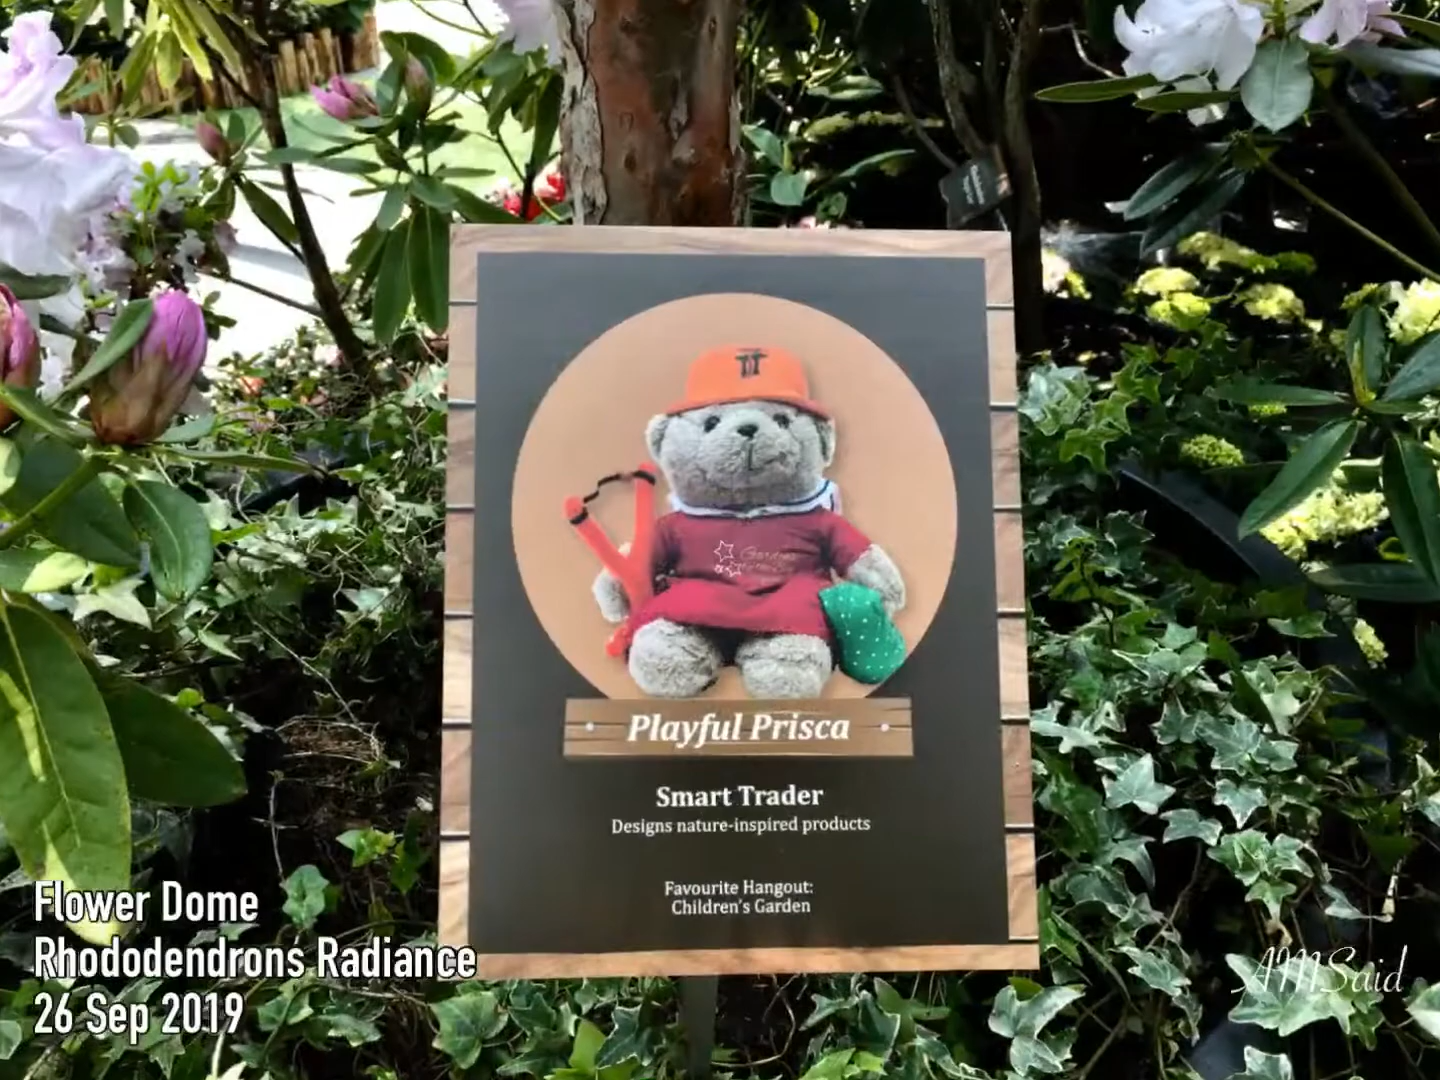 Playful Prisca
Smart Trader
Designs nature-inspired products
Favourite Hangout:
Children's Garden
Flower Dome
Rhododendrons Radiance
26 Sep 2019
AMSaid